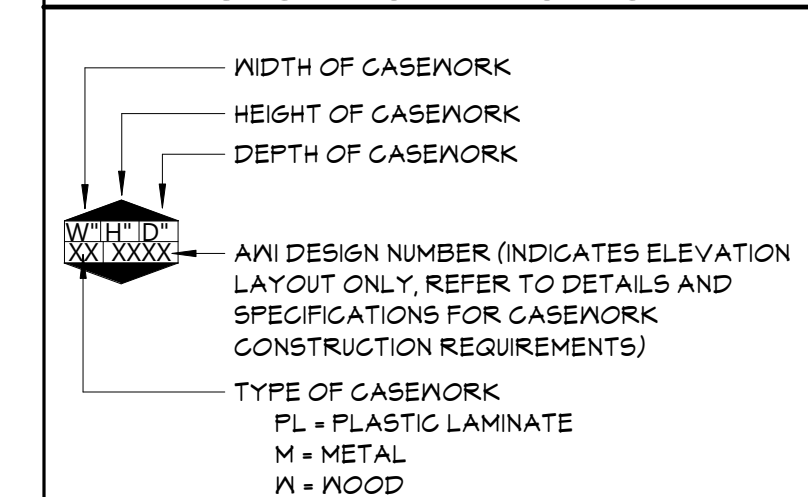 WIDTH OF CASEWORK
HEIGHT OF CASEWORK
DEPTH OF CASEWORK
W" H" D"
XX XXXX
AWI DESIGN NUMBER (INDICATES ELEVATION
LAYOUT ONLY, REFER TO DETAILS AND
SPECIFICATIONS FOR CASEWORK
CONSTRUCTION REQUIREMENTS)
TYPE OF CASEWORK
PL = PLASTIC LAMINATE
M = METAL
W = WOOD